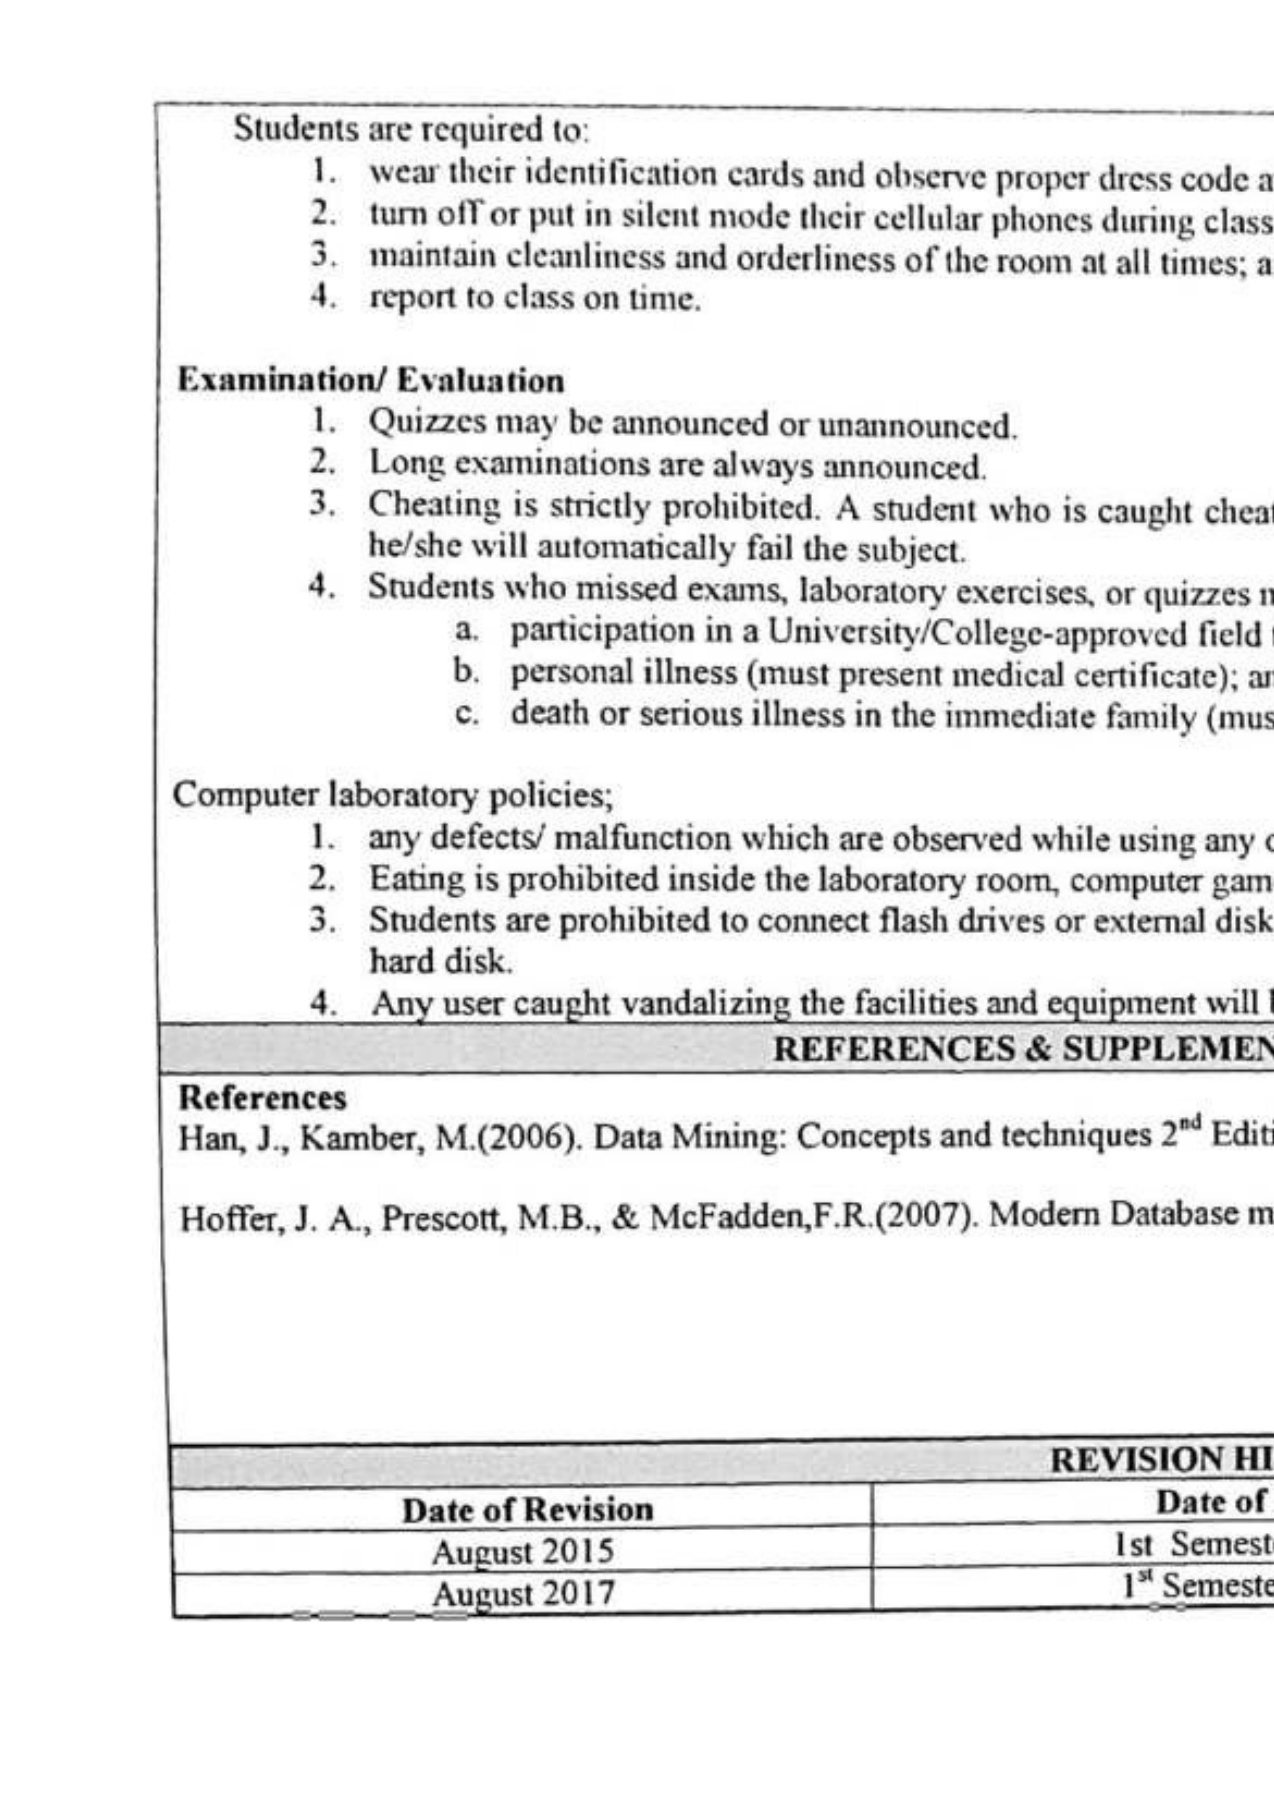 Students are required to:
1. wear their identification cards and observe proper dress code a
2. turn off or put in silent mode their cellular phones during class
3. maintain cleanliness and orderliness of the room at all times; a
4. report to class on time.
Examination/ Evaluation
1. Quizzes may be announced or unannounced.
2. Long examinations are always announced.
3. Cheating is strictly prohibited. A student who is caught cheat
he/she will automatically fail the subject.
4. Students who missed exams, laboratory exercises, or quizzes
a. participation in a University/College-approved field
b. personal illness (must present medical certificate); an
c. death or serious illness in the immediate family (mus
Computer laboratory policies;
1. any defects/ malfunction which are observed while using any
2. Eating is prohibited inside the laboratory room, computer gam
3. Students are prohibited to connect flash drives or external disk
hard disk.
4. Any user caught vandalizing the facilities and equipment will
REFERENCES & SUPPLEMEN
References
Han, J., Kamber, M.(2006). Data Mining: Concepts and techniques 2nd Editi
Hoffer, J. A., Prescott, M.B., & McFadden,F.R.(2007). Modern Database m
REVISION HI
Date of Revision Date of
August 2015 1st Semest
August 2017 1st Semeste